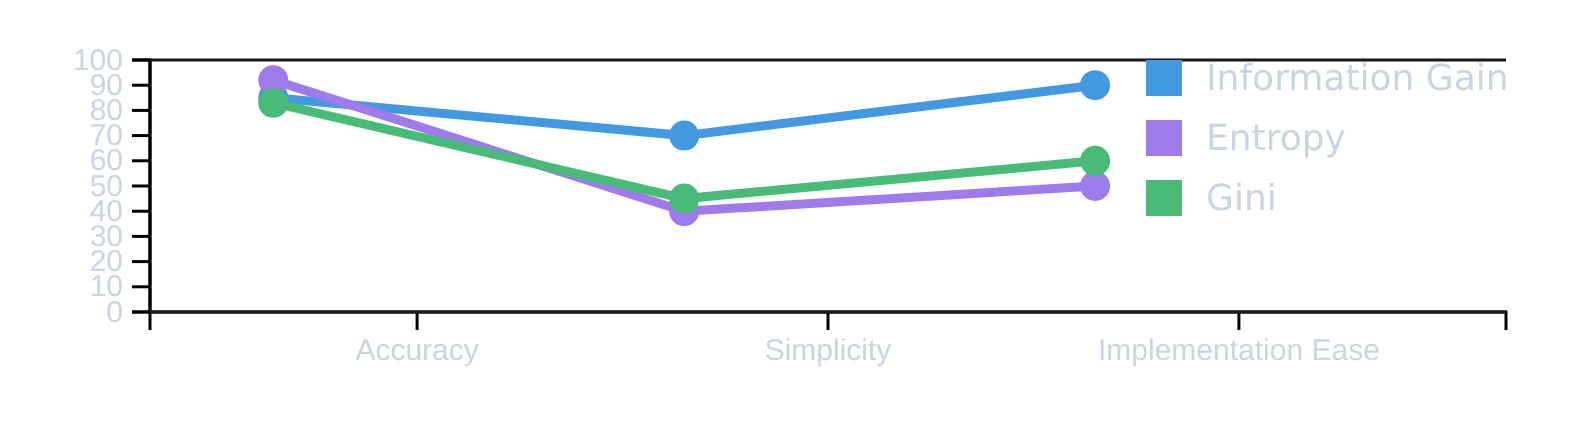 100
90
80
70
60
50
40
30
20
10
0
Information Gain
Entropy
Gini
Accuracy
Simplicity
Implementation Ease